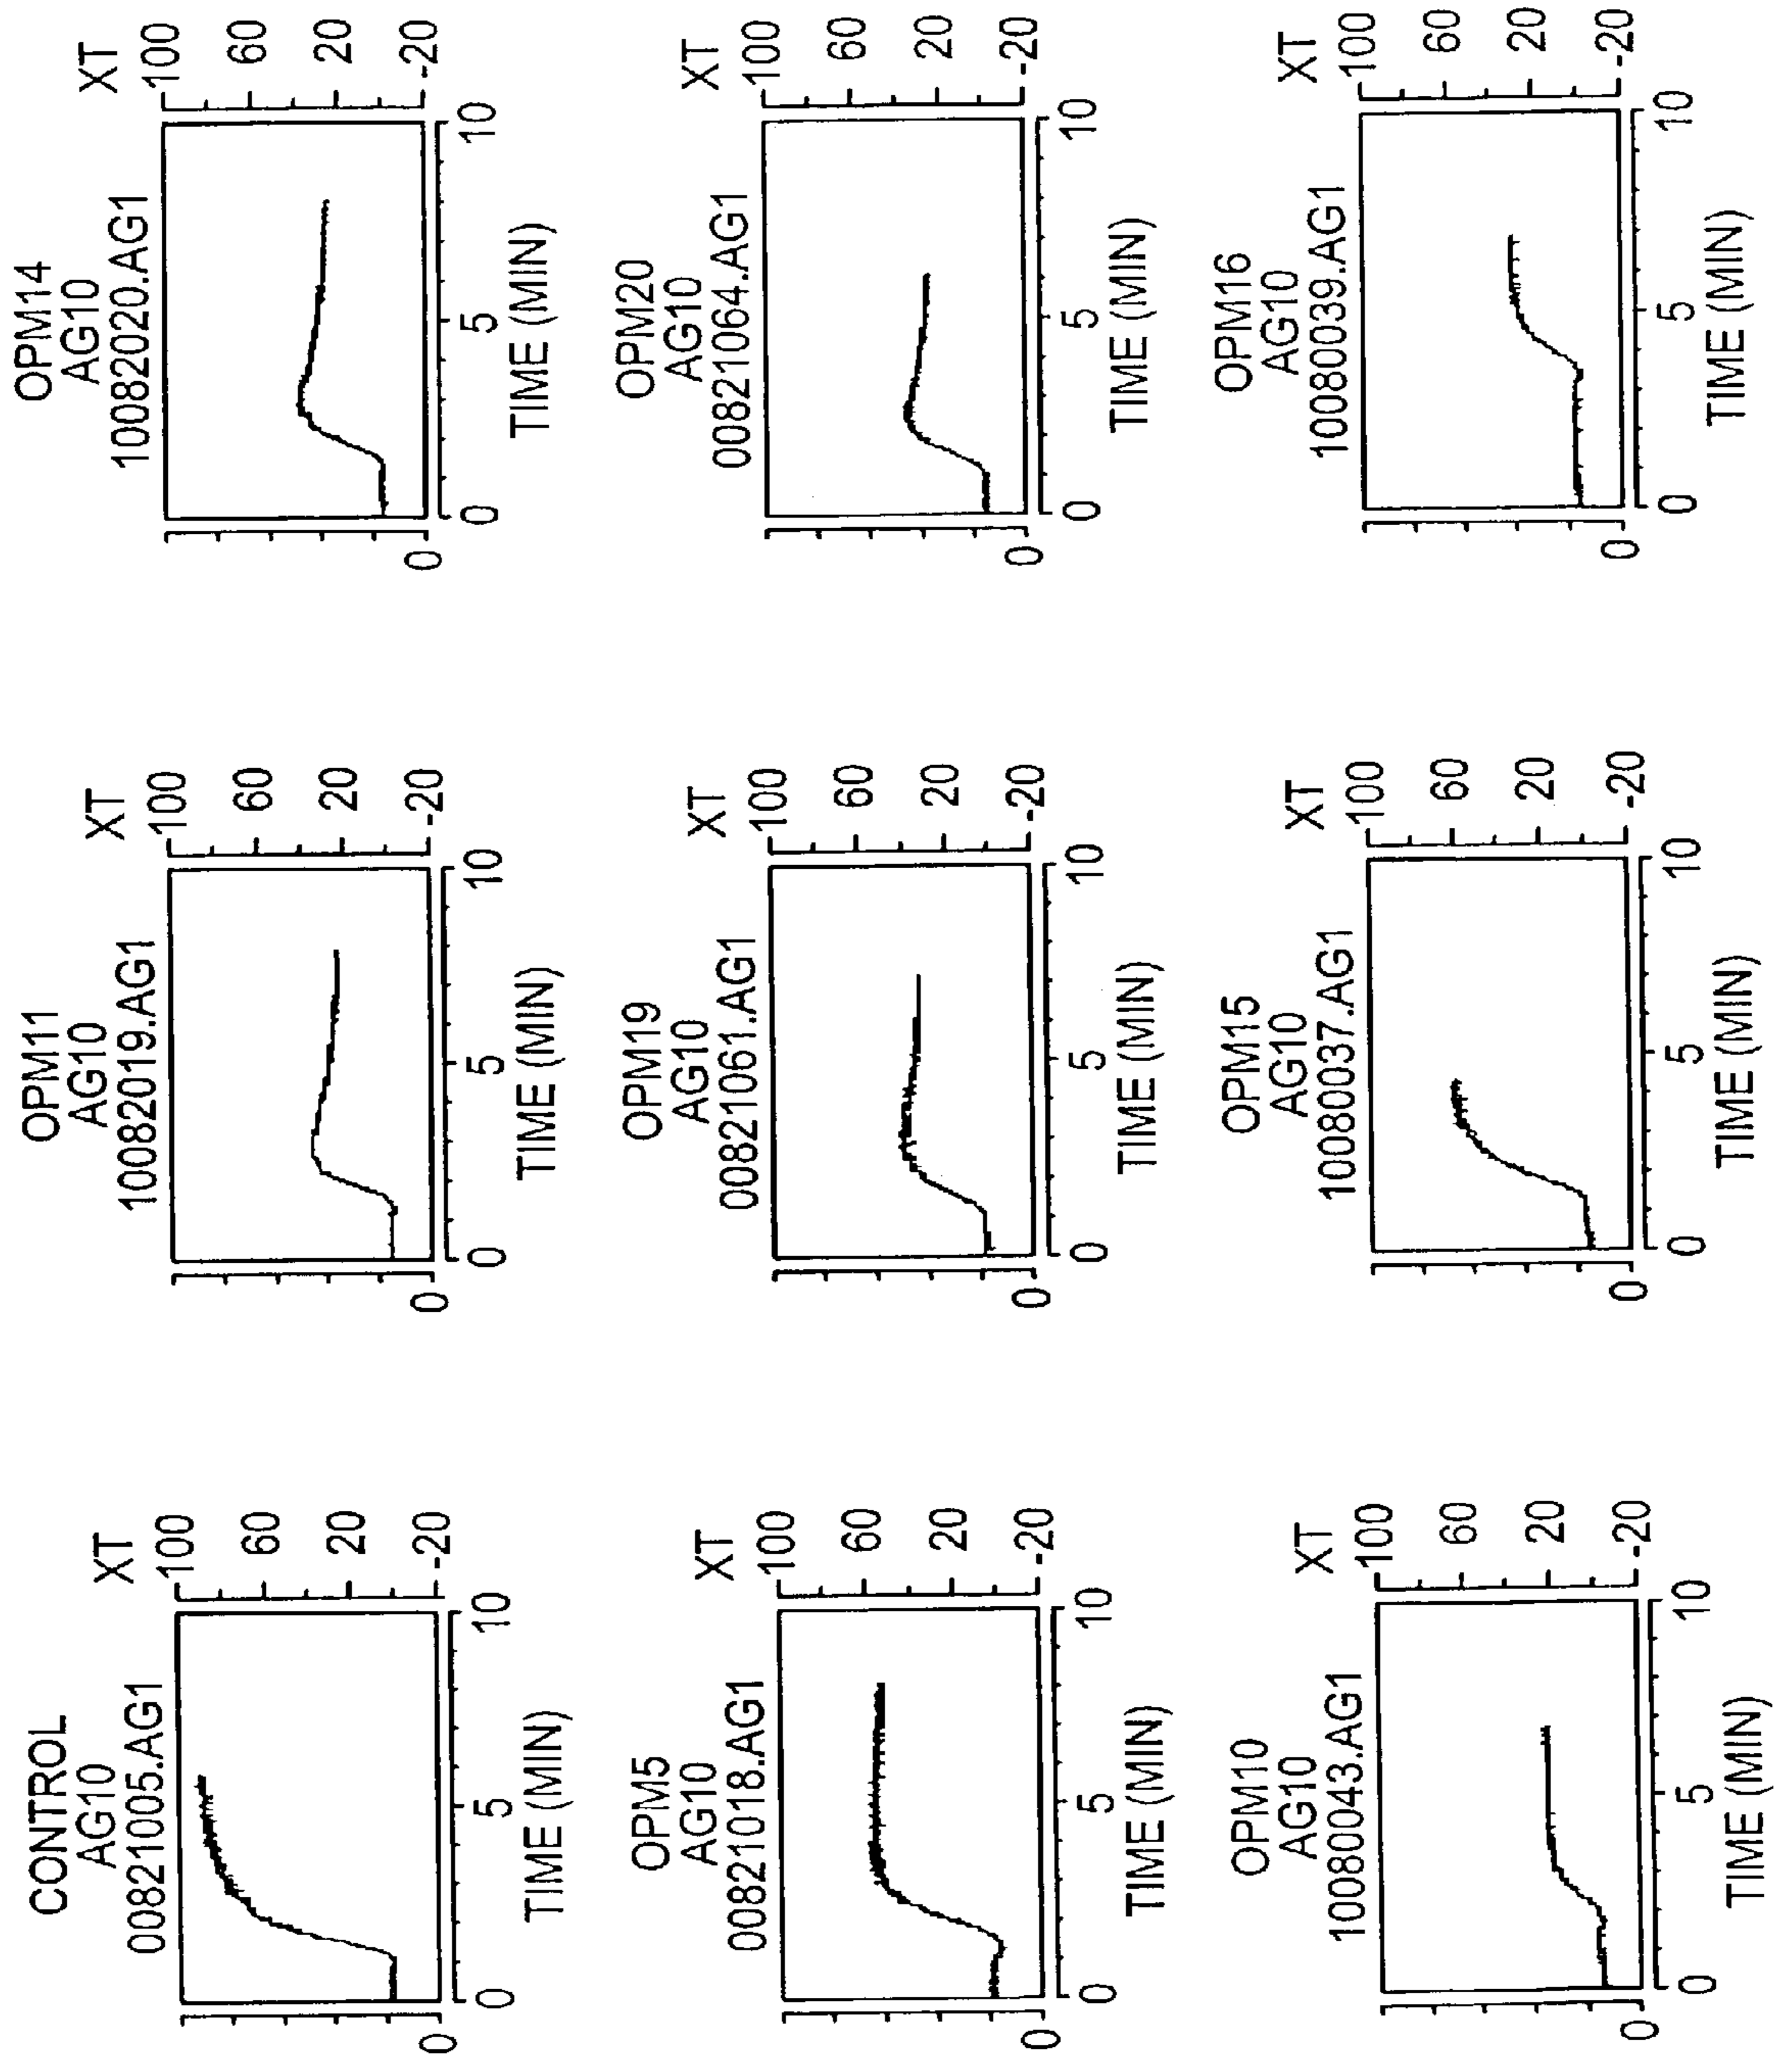 CONTROL
AG10
00821005.AG1
XT
100
60
20
-20
0
0 5 10
TIME (MIN)
OPM11
AG10
10082019.AG1
XT
100
60
20
-20
0
0 5 10
TIME (MIN)
OPM14
AG10
10082020.AG1
XT
100
60
20
-20
0
0 5 10
TIME (MIN)
OPM5
AG10
00821018.AG1
XT
100
60
20
-20
0
0 5 10
TIME (MIN)
OPM19
AG10
00821061.AG1
XT
100
60
20
-20
0
0 5 10
TIME (MIN)
OPM20
AG10
00821064.AG1
XT
100
60
20
-20
0
0 5 10
TIME (MIN)
OPM10
AG10
10080043.AG1
XT
100
60
20
-20
0
0 5 10
TIME (MIN)
OPM15
AG10
10080037.AG1
XT
100
60
20
-20
0
0 5 10
TIME (MIN)
OPM16
AG10
10080039.AG1
XT
100
60
20
-20
0
0 5 10
TIME (MIN)